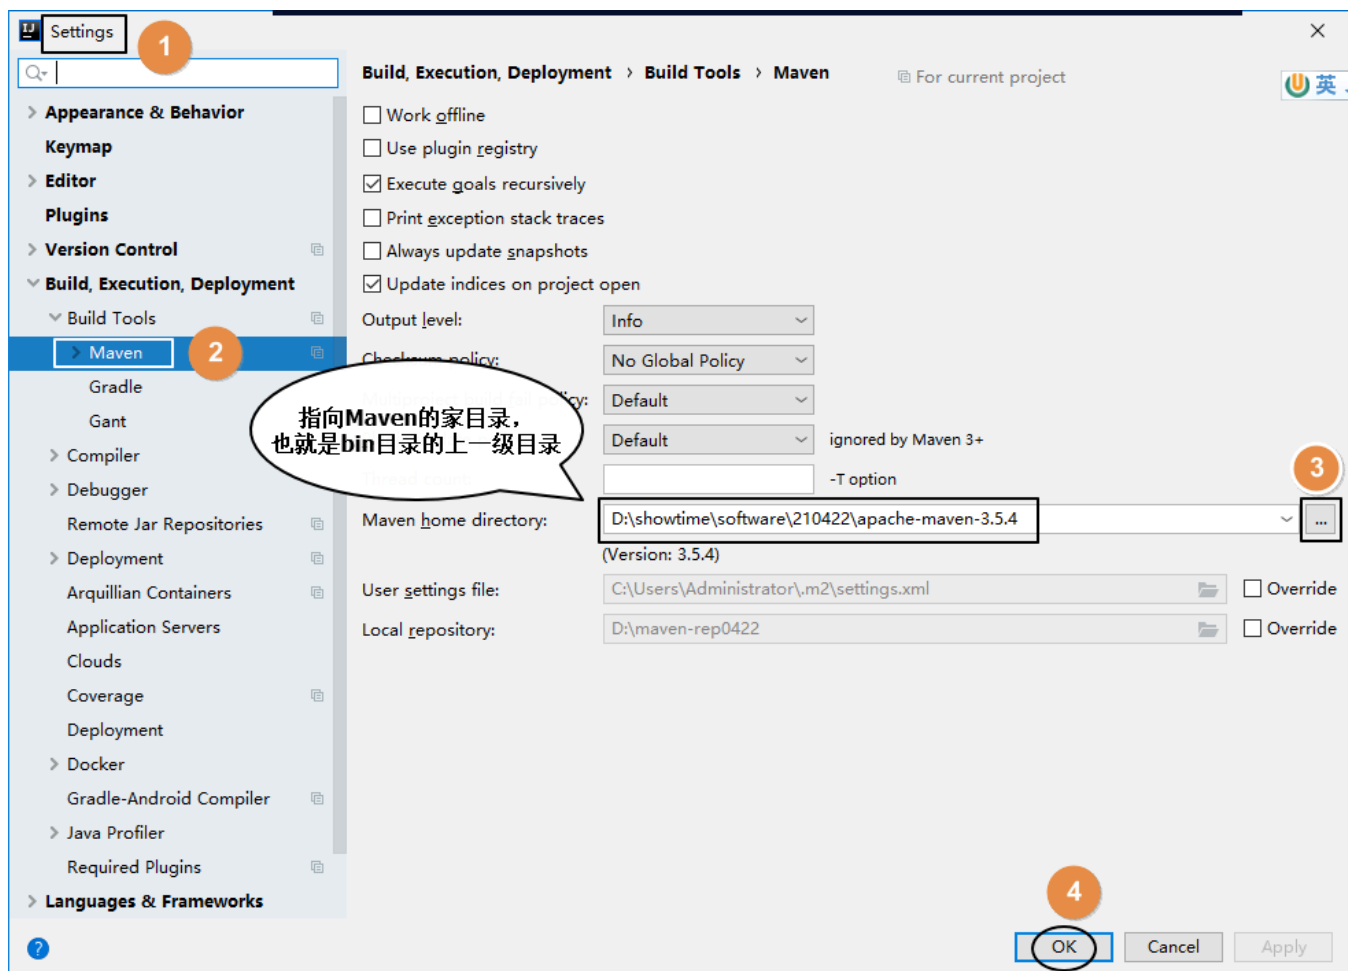 Settings
1
Build, Execution, Deployment › Build Tools › Maven
For current project
英
Appearance & Behavior
Keymap
Editor
Plugins
Version Control
Build, Execution, Deployment
Build Tools
Maven
2
Gradle
Gant
Compiler
Debugger
Remote Jar Repositories
Deployment
Arquillian Containers
Application Servers
Clouds
Coverage
Deployment
Docker
Gradle-Android Compiler
Java Profiler
Required Plugins
Languages & Frameworks
Work offline
Use plugin registry
Execute goals recursively
Print exception stack traces
Always update snapshots
Update indices on project open
Output level: Info
Checksum policy: No Global Policy
policy: Default
Default ignored by Maven 3+
-T option
指向Maven的家目录，
也就是bin目录的上一级目录
3
Maven home directory: D:\showtime\software\210422\apache-maven-3.5.4 ...
(Version: 3.5.4)
User settings file: C:\Users\Administrator\.m2\settings.xml Override
Local repository: D:\maven-rep0422 Override
4
? OK Cancel Apply